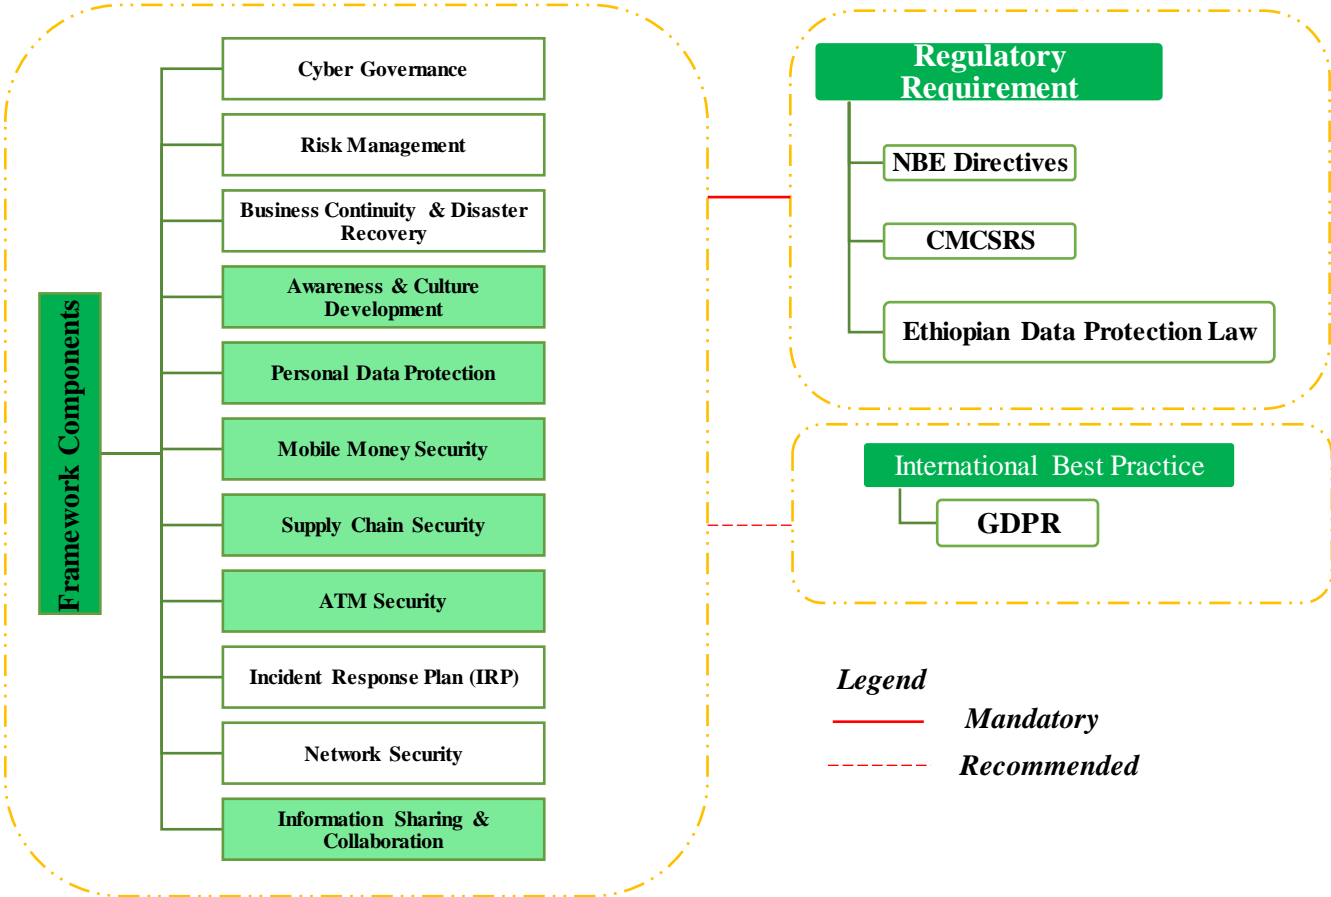 Framework Components
Cyber Governance
Risk Management
Business Continuity & Disaster
Recovery
Awareness & Culture
Development
Personal Data Protection
Mobile Money Security
Supply Chain Security
ATM Security
Incident Response Plan (IRP)
Network Security
Information Sharing &
Collaboration
Regulatory
Requirement
NBE Directives
CMCSRS
Ethiopian Data Protection Law
International Best Practice
GDPR
Legend
Mandatory
Recommended